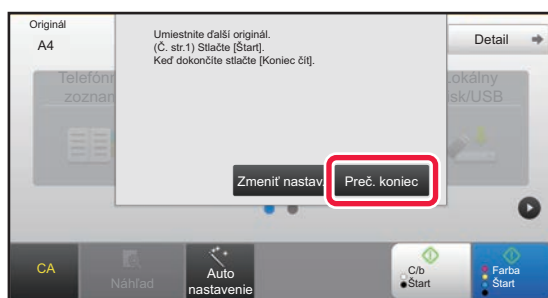 Originál
A4
Umiestnite ďalší originál.
(Č. str.1) Stlačte [Štart].
Keď dokončíte stlačte [Koniec čít].
Detail
Telefónn
zoznam
Lokálny
isk/USB
Zmeniť nastav.
Preč. koniec
CA
Náhľad
Auto
nastavenie
C/b
Štart
Farba
Štart